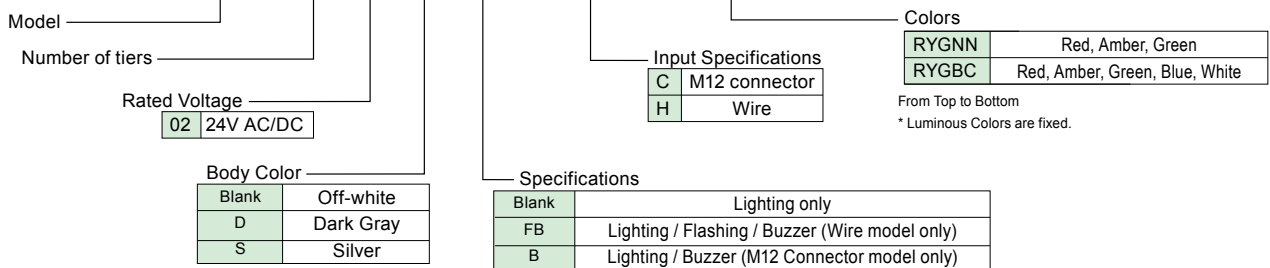 Model
Number of tiers
Rated Voltage
02 24V AC/DC
Body Color
Blank Off-white
D Dark Gray
S Silver
Specifications
Blank Lighting only
FB Lighting / Flashing / Buzzer (Wire model only)
B Lighting / Buzzer (M12 Connector model only)
Input Specifications
C M12 connector
H Wire
Colors
RYGNN Red, Amber, Green
RYGBC Red, Amber, Green, Blue, White
From Top to Bottom
* Luminous Colors are fixed.